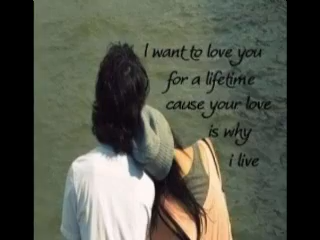 I want to love you
for a lifetime
cause your love
is why
i live